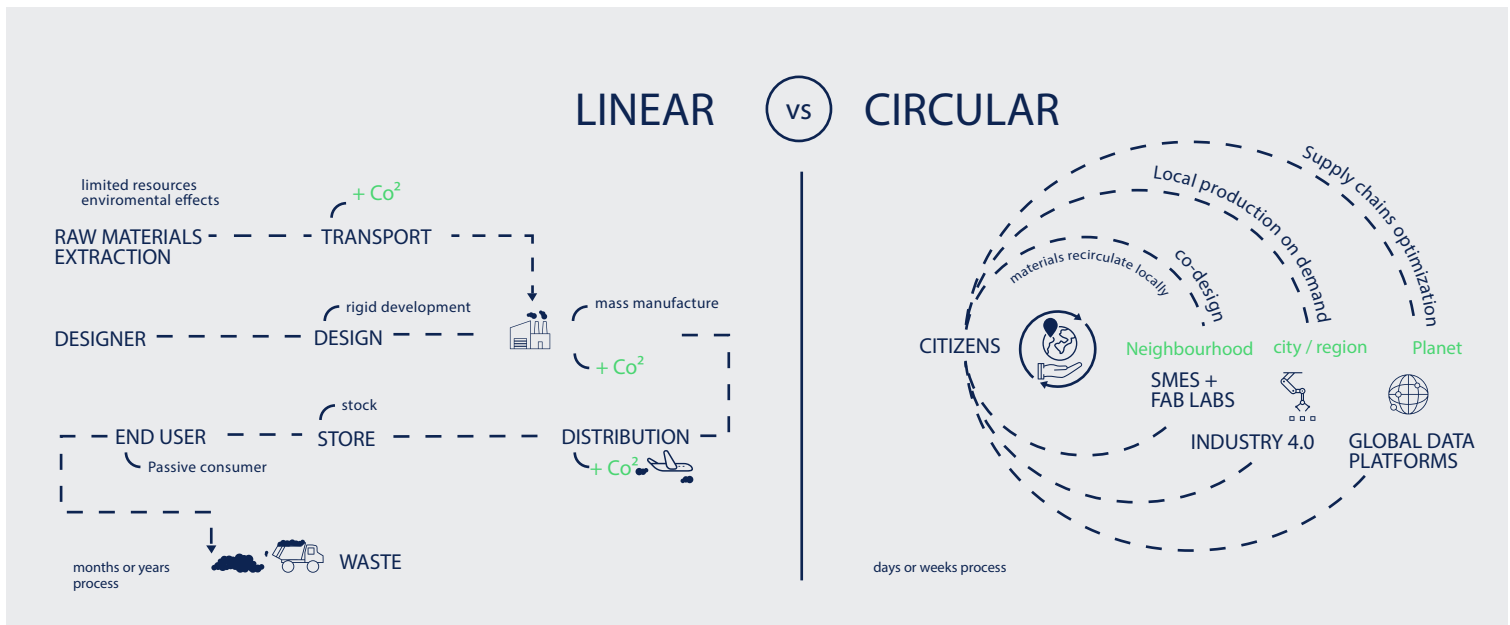 LINEAR
VS
CIRCULAR
limited resources
enviromental effects
+ Co²
RAW MATERIALS
EXTRACTION
TRANSPORT
DESIGNER
rigid development
DESIGN
mass manufacture
+ Co²
END USER
Passive consumer
stock
STORE
DISTRIBUTION
+ Co²
WASTE
months or years
process
Supply chains optimization
Local production on demand
co-design
materials recirculate locally
CITIZENS
Neighbourhood
city / region
Planet
SMES +
FAB LABS
INDUSTRY 4.0
GLOBAL DATA
PLATFORMS
days or weeks process